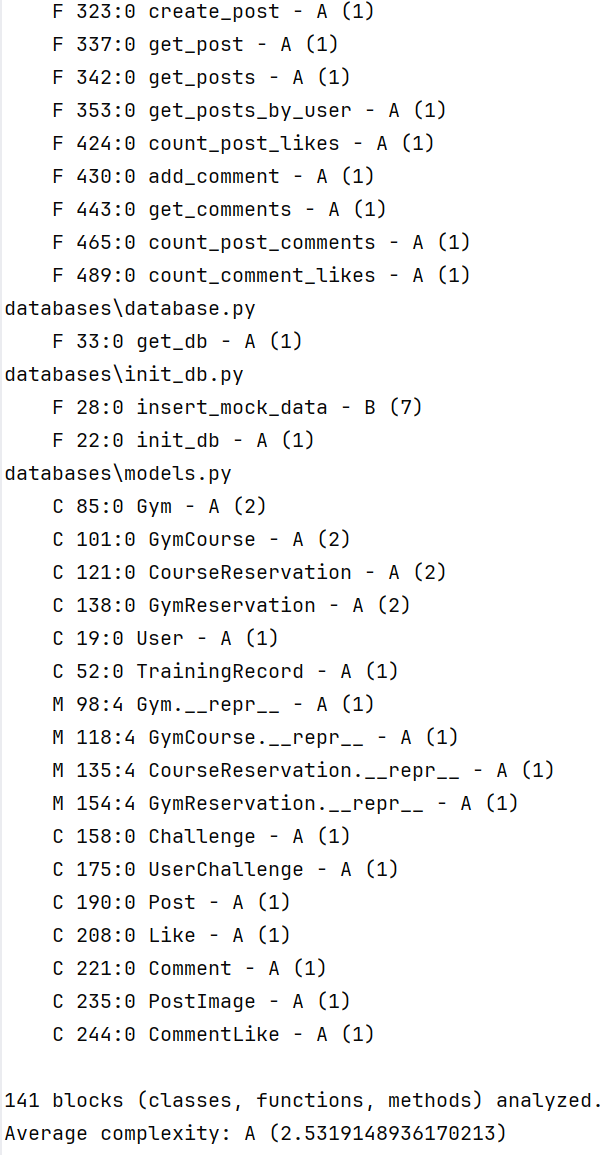 F 323:0 create_post - A (1)
F 337:0 get_post - A (1)
F 342:0 get_posts - A (1)
F 353:0 get_posts_by_user - A (1)
F 424:0 count_post_likes - A (1)
F 430:0 add_comment - A (1)
F 443:0 get_comments - A (1)
F 465:0 count_post_comments - A (1)
F 489:0 count_comment_likes - A (1)
databases\database.py
F 33:0 get_db - A (1)
databases\init_db.py
F 28:0 insert_mock_data - B (7)
F 22:0 init_db - A (1)
databases\models.py
C 85:0 Gym - A (2)
C 101:0 GymCourse - A (2)
C 121:0 CourseReservation - A (2)
C 138:0 GymReservation - A (2)
C 19:0 User - A (1)
C 52:0 TrainingRecord - A (1)
M 98:4 Gym.__repr__ - A (1)
M 118:4 GymCourse.__repr__ - A (1)
M 135:4 CourseReservation.__repr__ - A (1)
M 154:4 GymReservation.__repr__ - A (1)
C 158:0 Challenge - A (1)
C 175:0 UserChallenge - A (1)
C 190:0 Post - A (1)
C 208:0 Like - A (1)
C 221:0 Comment - A (1)
C 235:0 PostImage - A (1)
C 244:0 CommentLike - A (1)
141 blocks (classes, functions, methods) analyzed.
Average complexity: A (2.5319148936170213)